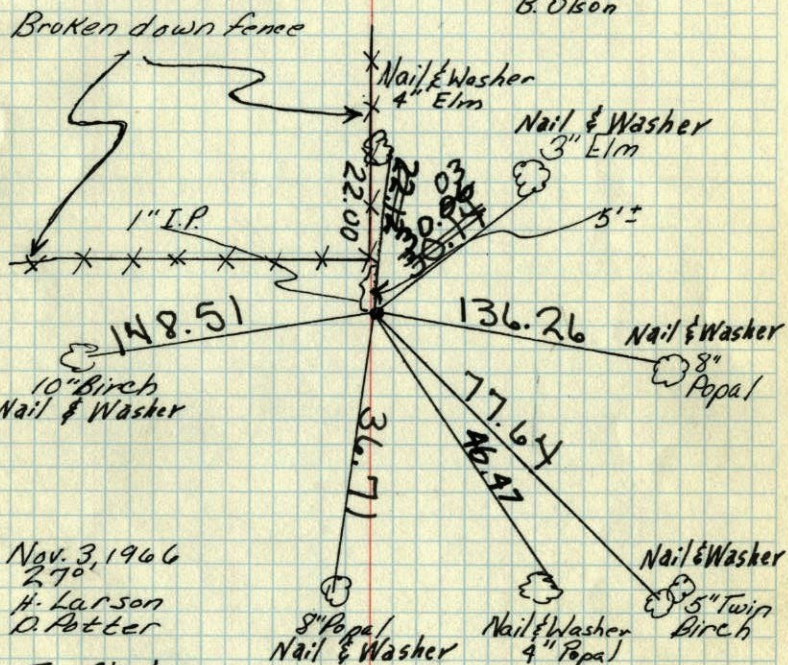 B. Olson
Broken down fence
Nail & Washer
4" Elm
Nail & Washer
3" Elm
22.00
22.12
1" I.P.
5'±
148.51
136.26
Nail & Washer
8"
Popal
10" Birch
Nail & Washer
77.64
46.47
36.71
Nov. 3, 1966
27°
H. Larson
D. Potter
8" Popal
Nail & Washer
Nail & Washer
4" Popal
Nail & Washer
5" Twin
Birch